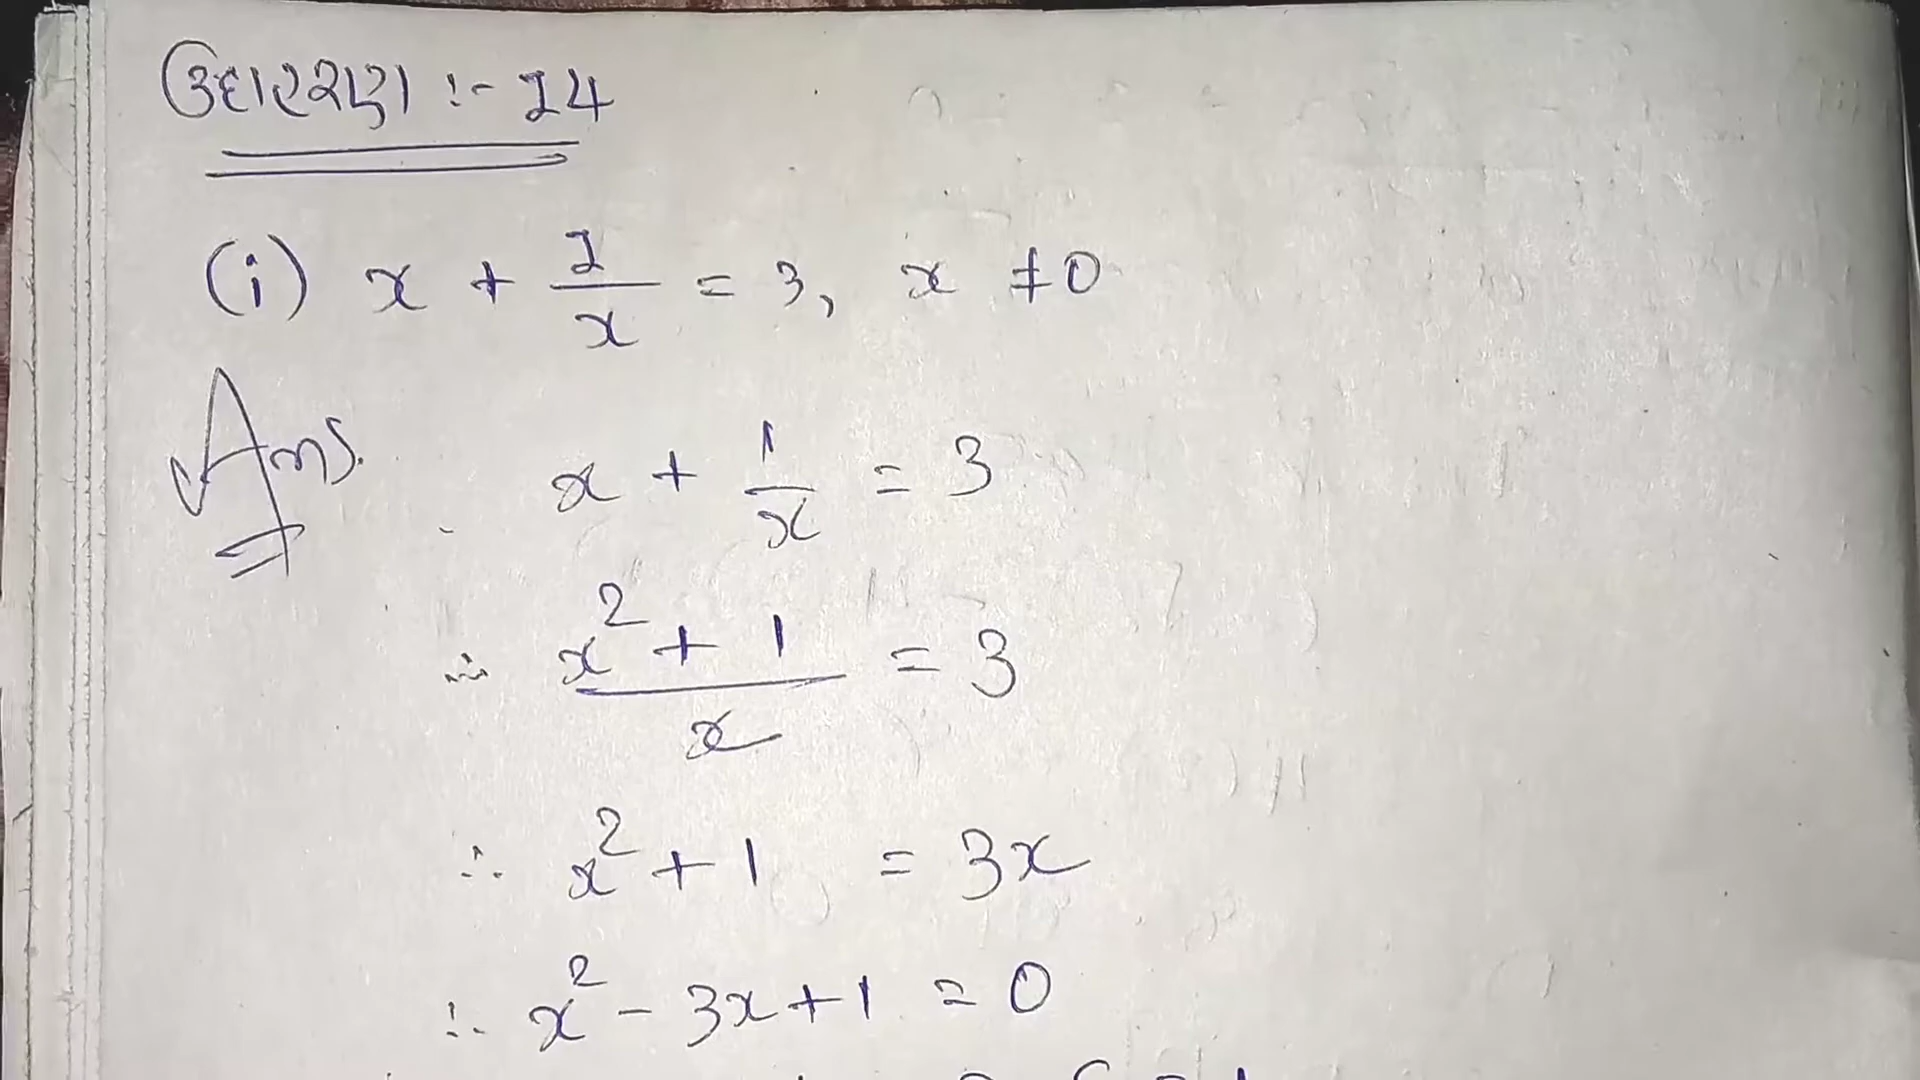 ઉદાહરણ :- 14
(i) x + 1/x = 3, x ≠ 0
Ans. x + 1/x = 3
∴ (x² + 1)/x = 3
∴ x² + 1 = 3x
∴ x² - 3x + 1 = 0